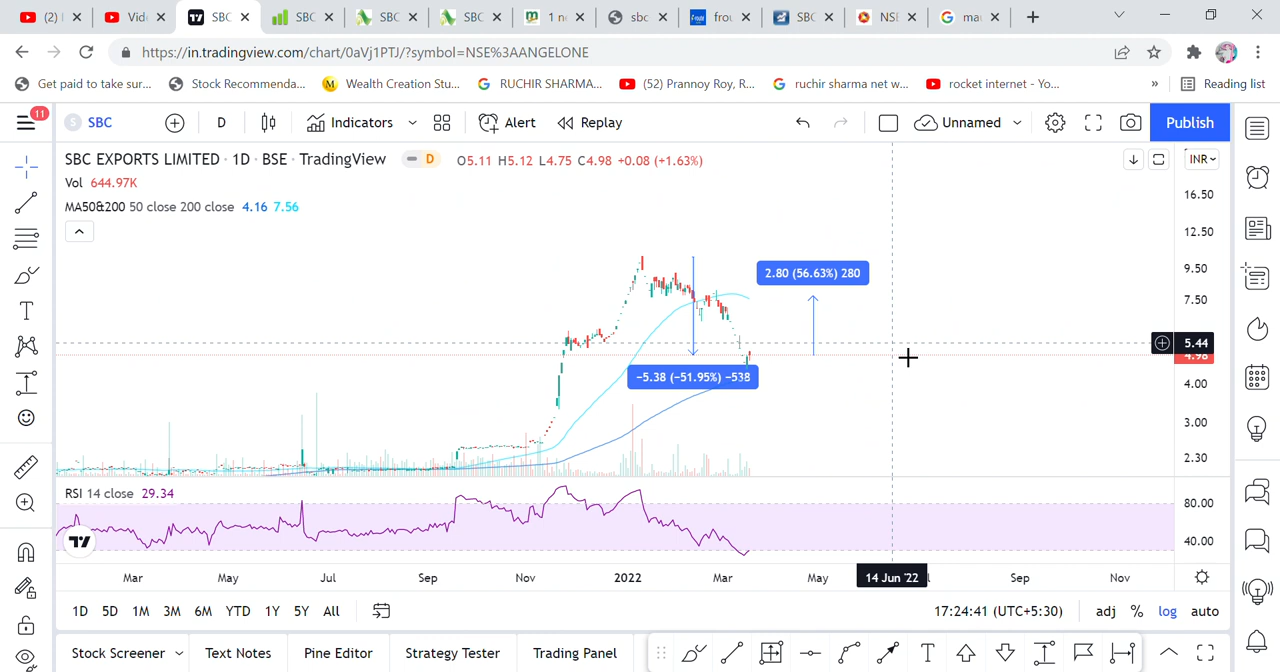 (2) I
Vide
SBC
SBC
SBC
SBC
1 n
sbc
frou
SBC
NSE
mai
https://in.tradingview.com/chart/0aVj1PTJ/?symbol=NSE%3AANGELONE
Get paid to take sur...
Stock Recommenda...
Wealth Creation Stu...
RUCHIR SHARMA...
(52) Prannoy Roy, R...
ruchir sharma net w...
rocket internet - Yo...
»
Reading list
11
S
SBC
D
Indicators
Alert
Replay
Unnamed
Publish
SBC EXPORTS LIMITED · 1D · BSE · TradingView
D
O5.11 H5.12 L4.75 C4.98 +0.08 (+1.63%)
INR
Vol 644.97K
MA50&200 50 close 200 close 4.16 7.56
16.50
12.50
9.50
7.50
5.44
4.98
4.00
3.00
2.30
2.80 (56.63%) 280
−5.38 (−51.95%) −538
RSI 14 close 29.34
80.00
40.00
Mar
May
Jul
Sep
Nov
2022
Mar
May
14 Jun '22
Sep
Nov
1D
5D
1M
3M
6M
YTD
1Y
5Y
All
17:24:41 (UTC+5:30)
adj
%
log
auto
Stock Screener
Text Notes
Pine Editor
Strategy Tester
Trading Panel